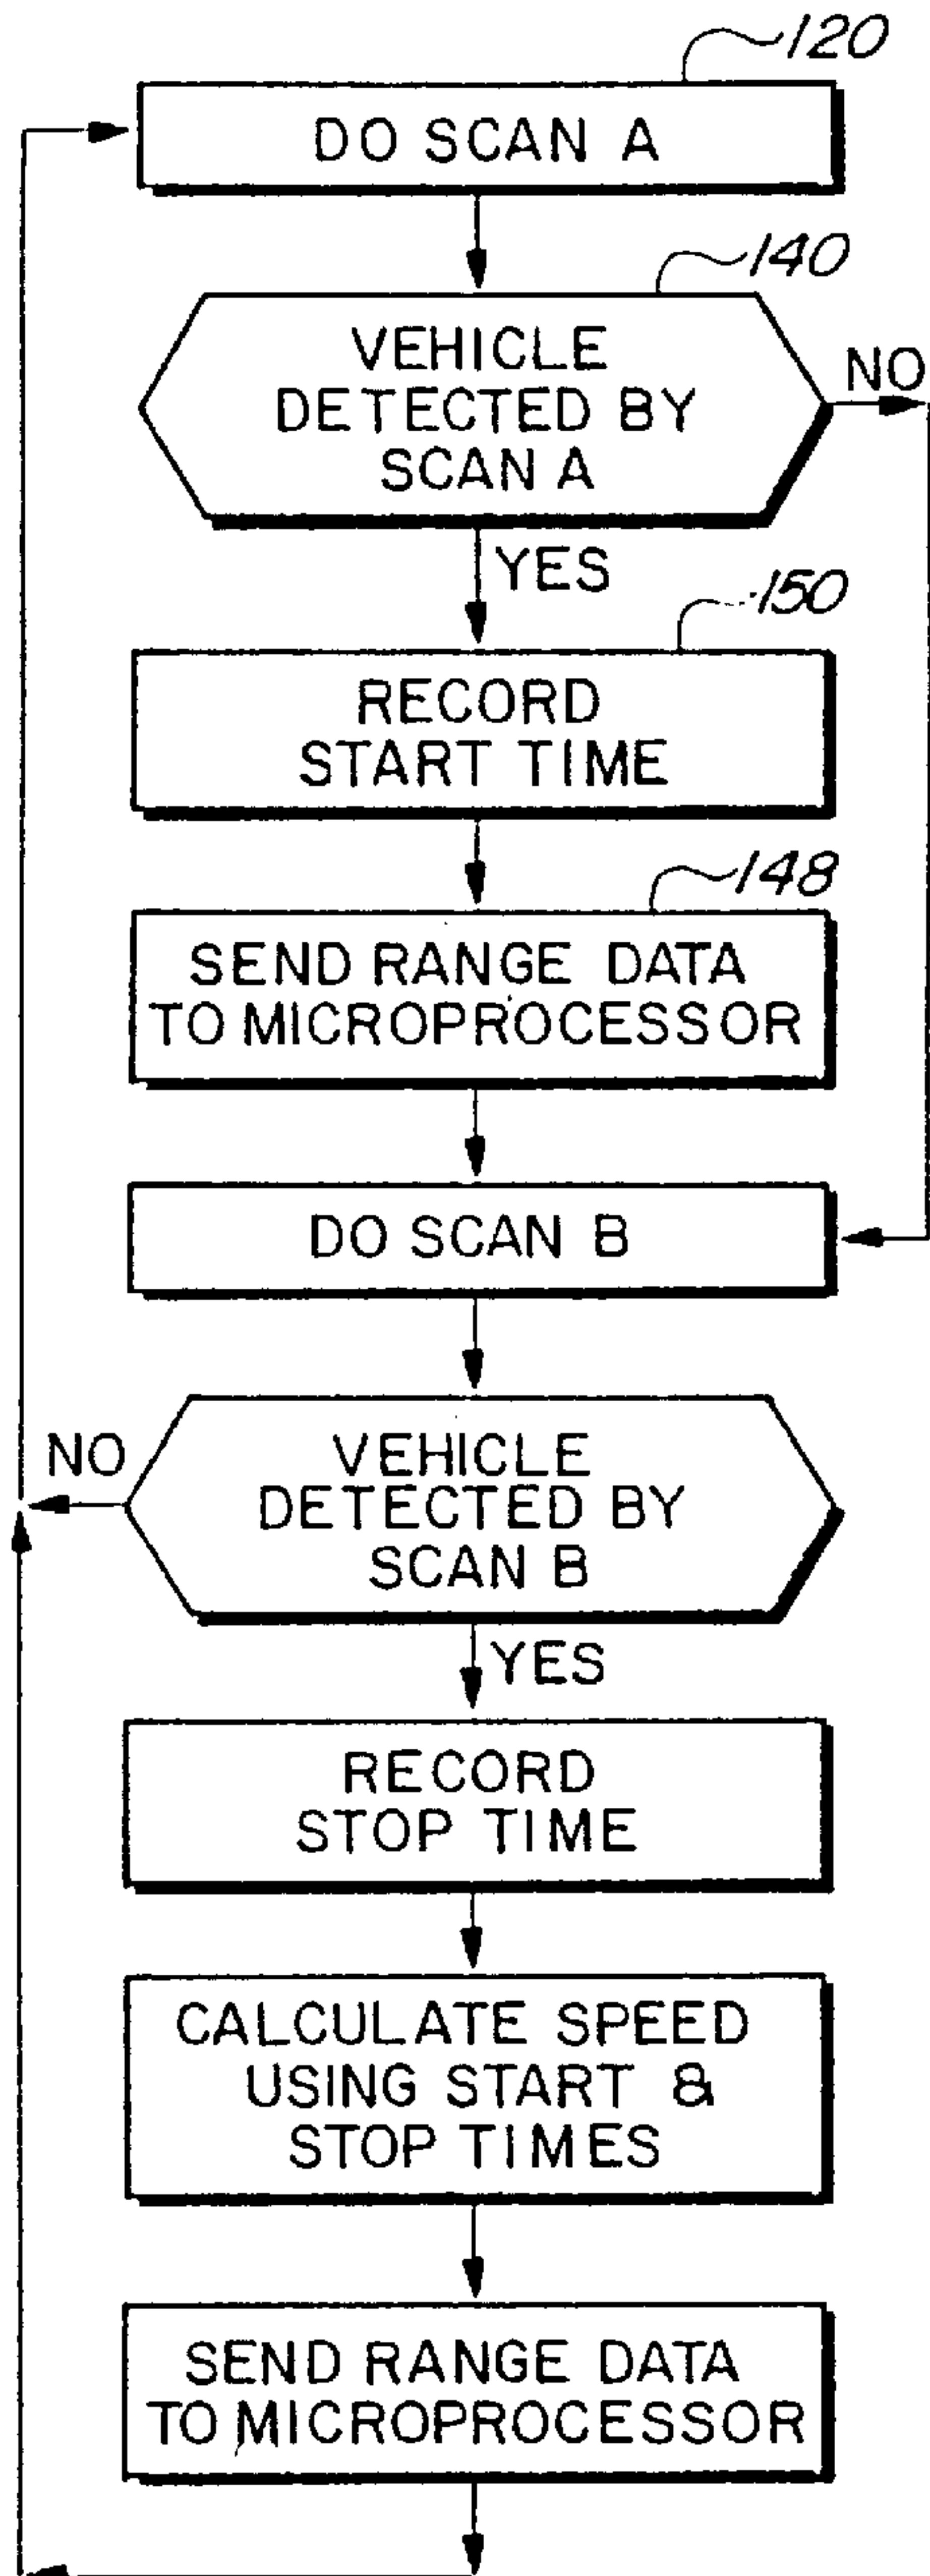 120
DO SCAN A
140
VEHICLE
DETECTED BY
SCAN A
NO
YES
150
RECORD
START TIME
148
SEND RANGE DATA
TO MICROPROCESSOR
DO SCAN B
VEHICLE
DETECTED BY
SCAN B
NO
YES
RECORD
STOP TIME
CALCULATE SPEED
USING START &
STOP TIMES
SEND RANGE DATA
TO MICROPROCESSOR